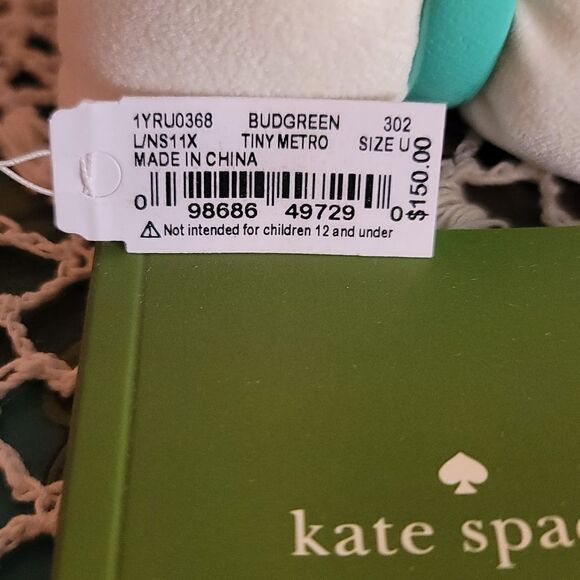 1YRU0368 BUDGREEN 302
L/NS11X TINY METRO SIZE U
MADE IN CHINA
0 98686 49729 0
$150.00
Not intended for children 12 and under
kate spa